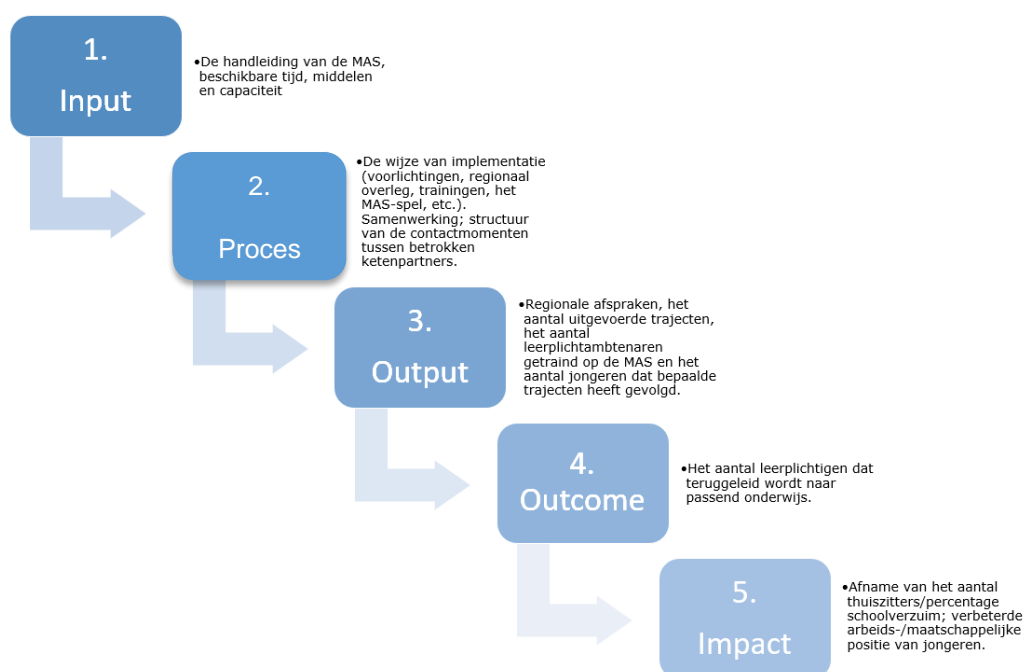 1.
Input
•De handleiding van de MAS,
beschikbare tijd, middelen
en capaciteit
2.
Proces
•De wijze van implementatie
(voorlichtingen, regionaal
overleg, trainingen, het
MAS-spel, etc.).
Samenwerking; structuur
van de contactmomenten
tussen betrokken
ketenpartners.
3.
Output
•Regionale afspraken, het
aantal uitgevoerde trajecten,
het aantal
leerplichtambtenaren
getraind op de MAS en het
aantal jongeren dat bepaalde
trajecten heeft gevolgd.
4.
Outcome
•Het aantal leerplichtigen dat
teruggeleid wordt naar
passend onderwijs.
5.
Impact
•Afname van het aantal
thuiszitters/percentage
schoolverzuim; verbeterde
arbeids-/maatschappelijke
positie van jongeren.